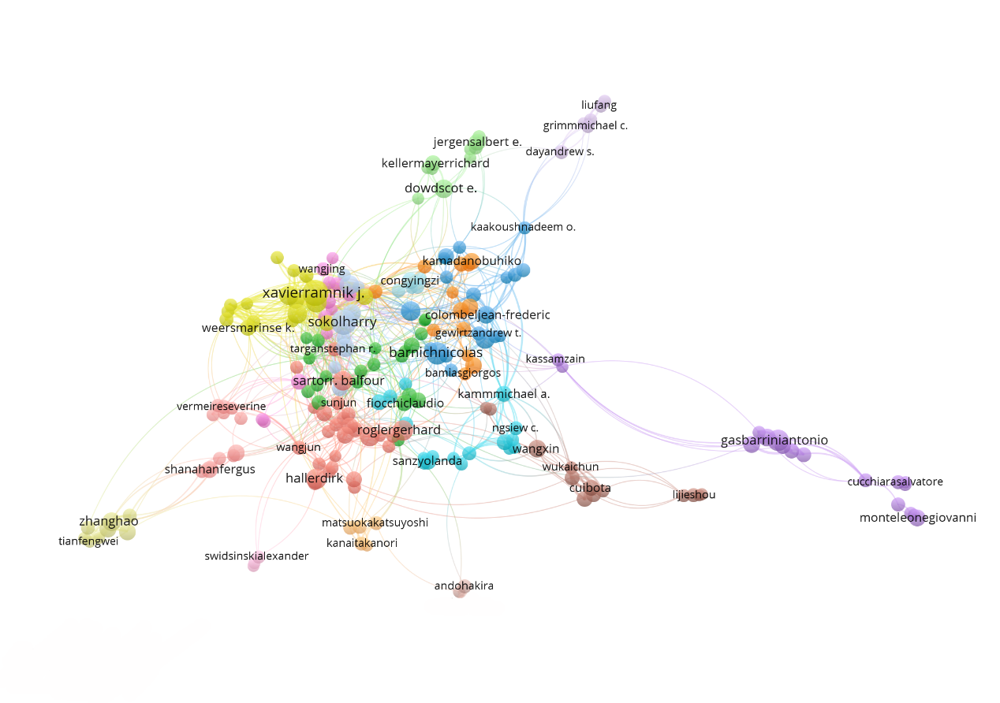 liufang
grimmmichael c.
jergensalbert e.
dayandrew s.
kellermayerrichard
dowdscot e.
kaakoushnadeem o.
kamadanobuhiko
wangjing
congyingzi
xavierramnik j.
colombeljean-frederic
sokolharry
weersmarinse k.
gewirtzandrew t.
targanstephan r.
barnichnicolas
kassamzain
bamiasgiorgos
sartorr. balfour
kammmichael a.
vermeireseverine
sunjun
fiocchiclaudio
roglergerhard
ngsiew c.
gasbarriniantonio
wangjun
wangxin
sanzyolanda
wukaichun
shanahanfergus
hallerdirk
cucchiarasalvatore
cuibota
lijieshou
monteleonegiovanni
zhanghao
matsuokakatsuyoshi
tianfengwei
kanaitakanori
swidsinskialexander
andohakira